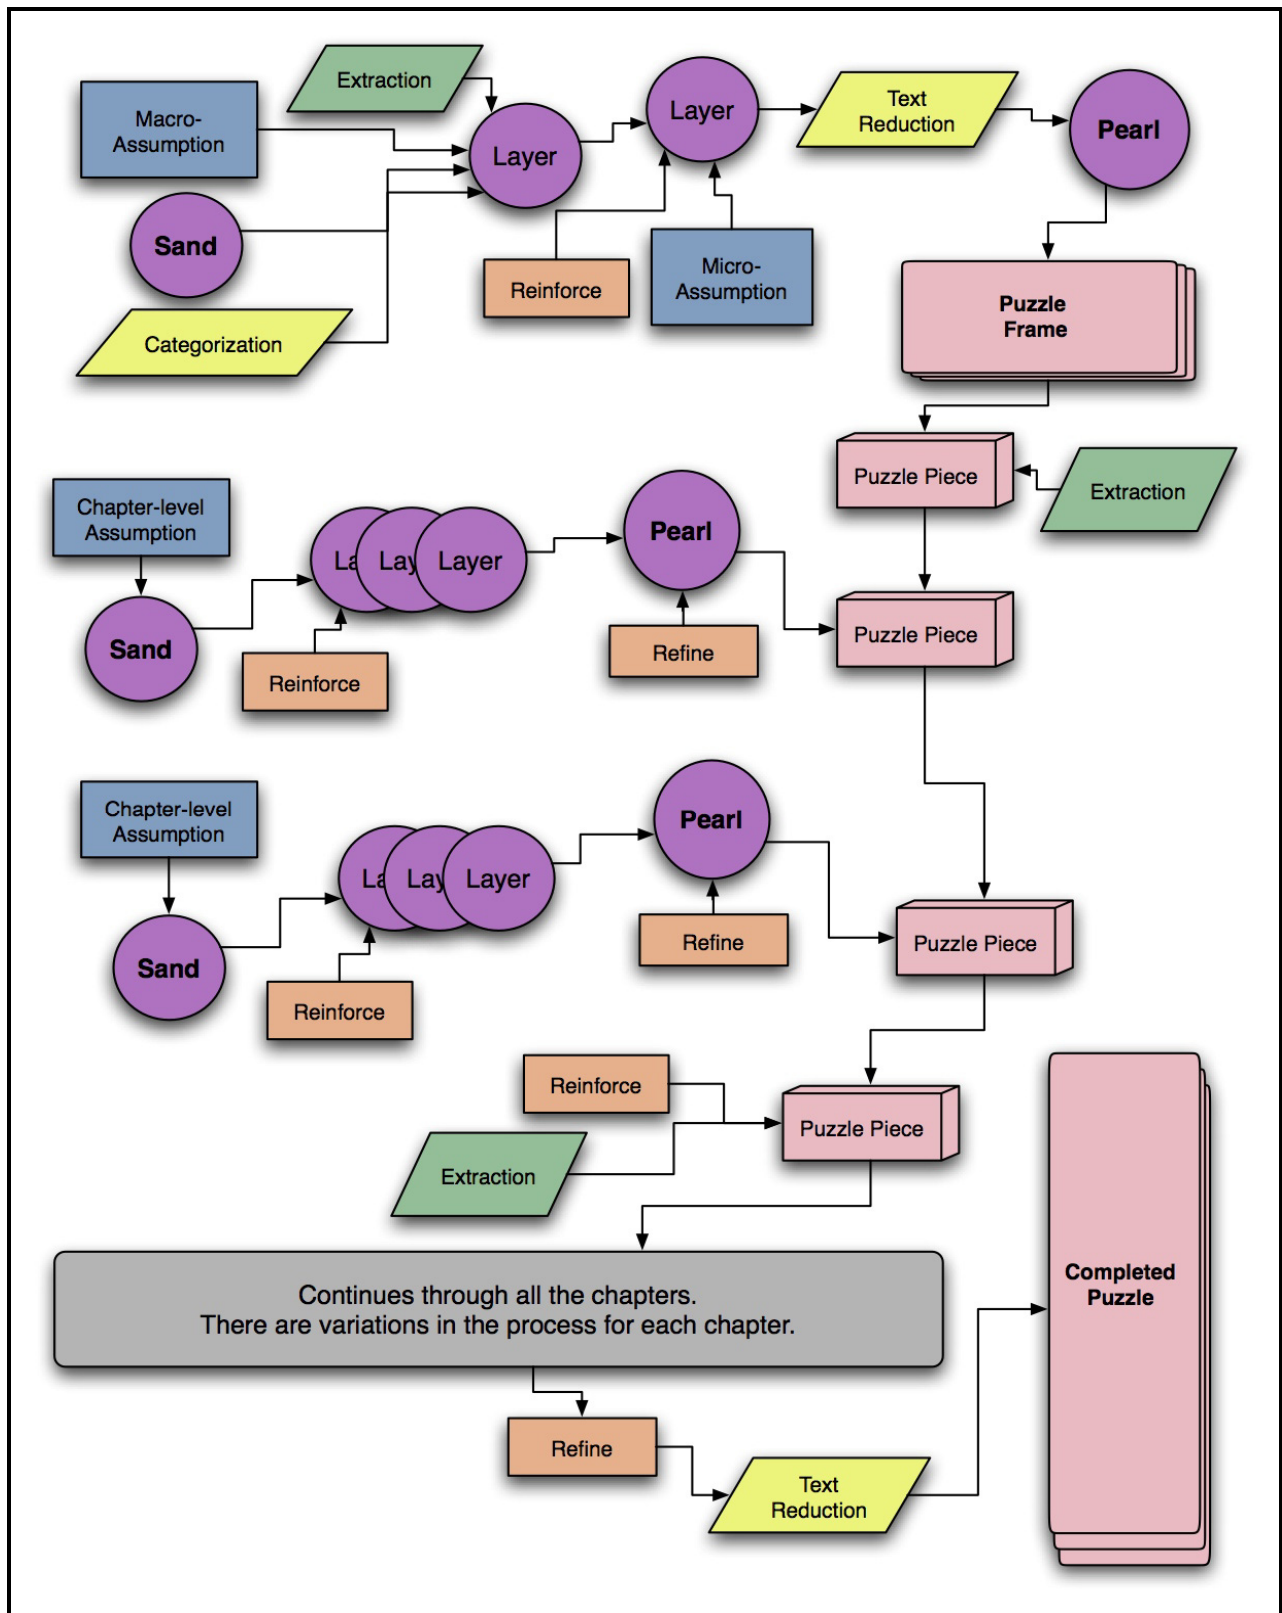 Extraction
Macro-
Assumption
Layer
Layer
Text
Reduction
Pearl
Sand
Categorization
Reinforce
Micro-
Assumption
Puzzle
Frame
Puzzle Piece
Extraction
Chapter-level
Assumption
La
Lay
Layer
Pearl
Sand
Reinforce
Refine
Puzzle Piece
Chapter-level
Assumption
La
Lay
Layer
Pearl
Sand
Reinforce
Refine
Puzzle Piece
Reinforce
Extraction
Puzzle Piece
Continues through all the chapters.
There are variations in the process for each chapter.
Refine
Text
Reduction
Completed
Puzzle